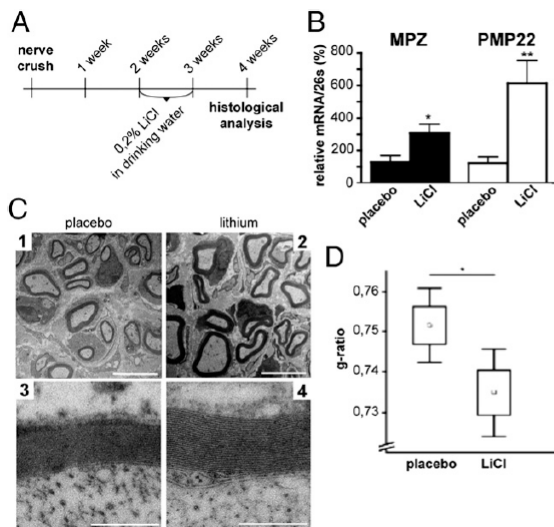 A
nerve crush
1 week
2 weeks
3 weeks
4 weeks
0,2% LiCl
in drinking water
histological
analysis
B
MPZ
PMP22
relative mRNA/26s (%)
800
600
400
200
0
*
**
placebo
LiCl
placebo
LiCl
C
placebo
lithium
1
2
3
4
D
g-ratio
0,76
0,75
0,74
0,73
*
placebo
LiCl